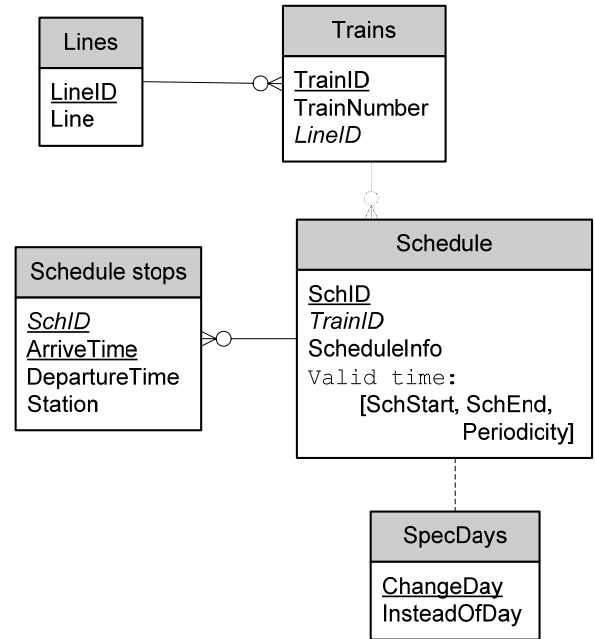 Lines
LineID
Line
Trains
TrainID
TrainNumber
LineID
Schedule stops
SchID
ArriveTime
DepartureTime
Station
Schedule
SchID
TrainID
ScheduleInfo
Valid time:
[SchStart, SchEnd,
Periodicity]
SpecDays
ChangeDay
InsteadOfDay